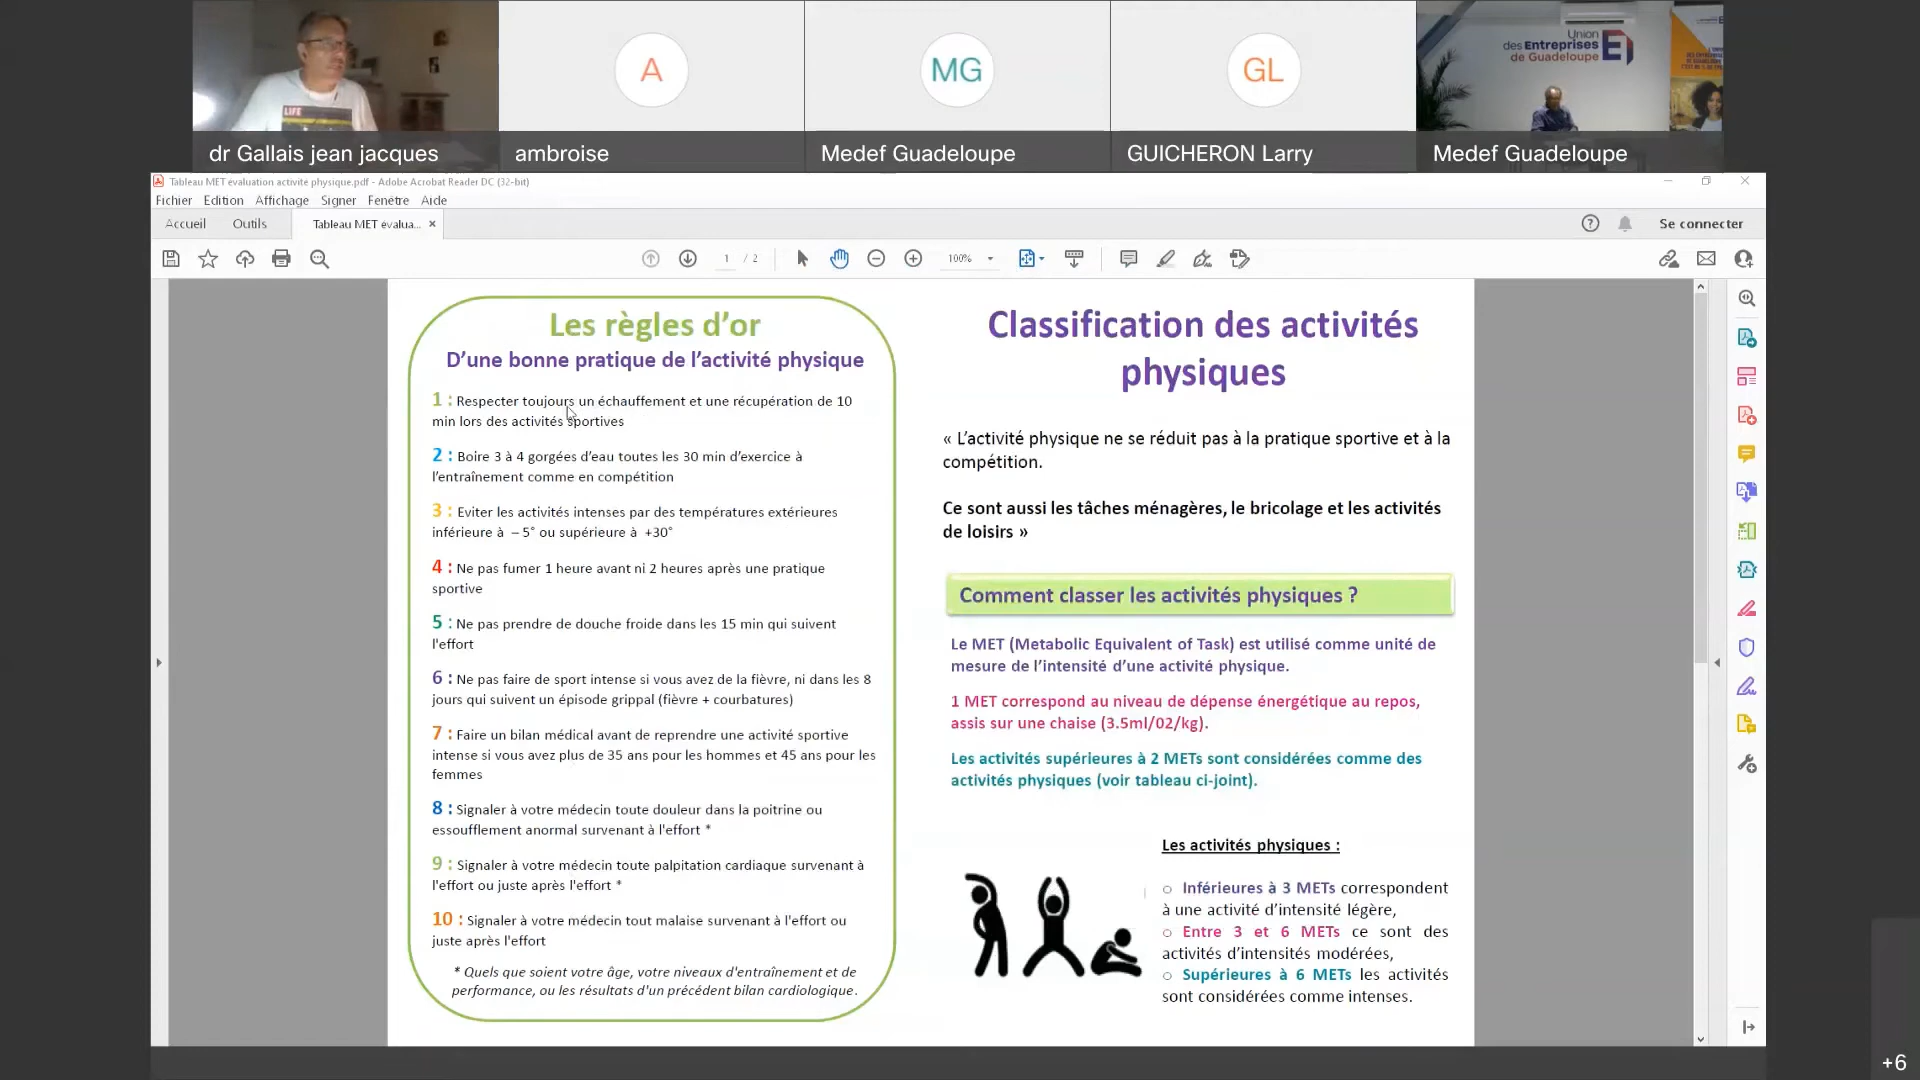 LIFE
A
MG
GL
Union
des Entreprises
de Guadeloupe
dr Gallais jean jacques
ambroise
Medef Guadeloupe
GUICHERON Larry
Medef Guadeloupe
Tableau MET evaluation activite physique.pdf - Adobe Acrobat Reader DC (32-bit)
Fichier Edition Affichage Signer Fenetre Aide
Accueil
Outils
Tableau MET evalua... ×
Se connecter
1 / 2
100%
Les règles d’or
D’une bonne pratique de l’activité physique
1 : Respecter toujours un échauffement et une récupération de 10
min lors des activités sportives
2 : Boire 3 à 4 gorgées d’eau toutes les 30 min d’exercice à
l’entraînement comme en compétition
3 : Eviter les activités intenses par des températures extérieures
inférieure à – 5° ou supérieure à +30°
4 : Ne pas fumer 1 heure avant ni 2 heures après une pratique
sportive
5 : Ne pas prendre de douche froide dans les 15 min qui suivent
l'effort
6 : Ne pas faire de sport intense si vous avez de la fièvre, ni dans les 8
jours qui suivent un épisode grippal (fièvre + courbatures)
7 : Faire un bilan médical avant de reprendre une activité sportive
intense si vous avez plus de 35 ans pour les hommes et 45 ans pour les
femmes
8 : Signaler à votre médecin toute douleur dans la poitrine ou
essoufflement anormal survenant à l'effort *
9 : Signaler à votre médecin toute palpitation cardiaque survenant à
l'effort ou juste après l'effort *
10 : Signaler à votre médecin tout malaise survenant à l'effort ou
juste après l'effort
* Quels que soient votre âge, votre niveaux d'entraînement et de
performance, ou les résultats d'un précédent bilan cardiologique.
Classification des activités
physiques
« L’activité physique ne se réduit pas à la pratique sportive et à la
compétition.
Ce sont aussi les tâches ménagères, le bricolage et les activités
de loisirs »
Comment classer les activités physiques ?
Le MET (Metabolic Equivalent of Task) est utilisé comme unité de
mesure de l’intensité d’une activité physique.
1 MET correspond au niveau de dépense énergétique au repos,
assis sur une chaise (3.5ml/02/kg).
Les activités supérieures à 2 METs sont considérées comme des
activités physiques (voir tableau ci-joint).
Les activités physiques :
o Inférieures à 3 METs correspondent
à une activité d’intensité légère,
o Entre 3 et 6 METs ce sont des
activités d’intensités modérées,
o Supérieures à 6 METs les activités
sont considérées comme intenses.
+6